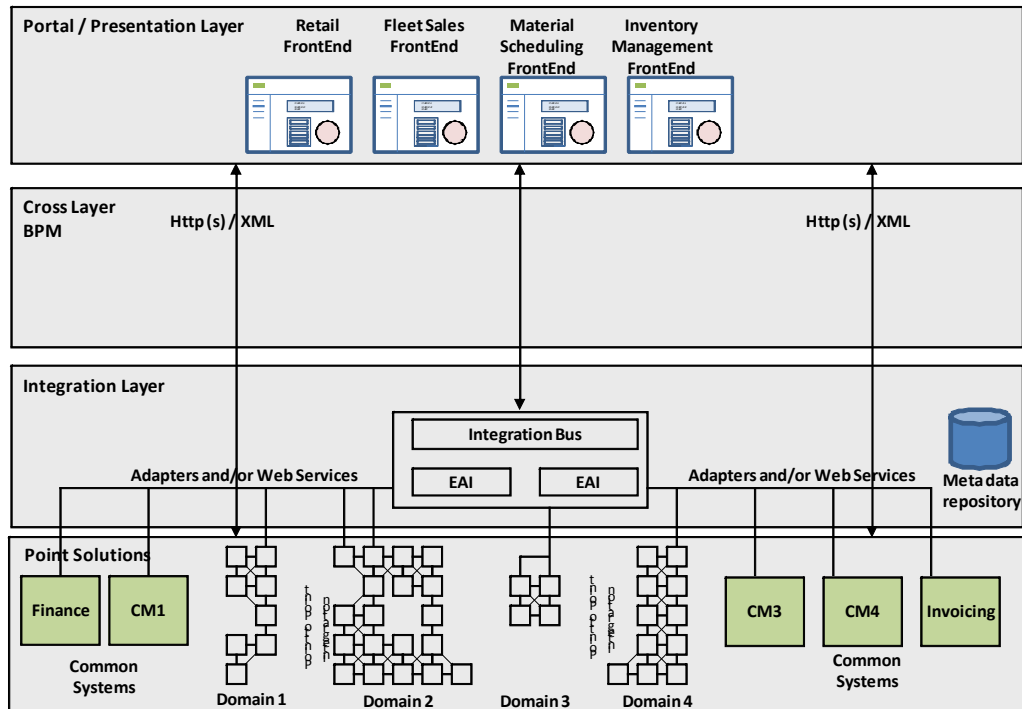 Portal / Presentation Layer
Retail
FrontEnd
Fleet Sales
FrontEnd
Material
Scheduling
FrontEnd
Inventory
Management
FrontEnd
Cross Layer
BPM
Http(s) / XML
Http(s) / XML
Integration Layer
Integration Bus
EAI
EAI
Adapters and/or Web Services
Adapters and/or Web Services
Meta data
repository
Point Solutions
Finance
CM1
CM3
CM4
Invoicing
Common
Systems
Common
Systems
Domain 1
Domain 2
Domain 3
Domain 4